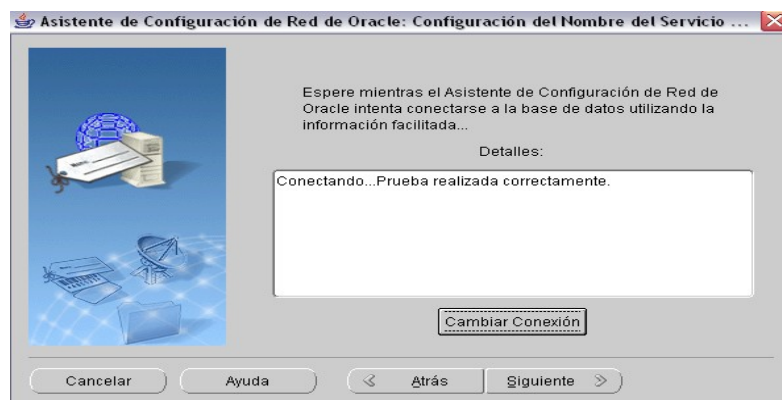 Asistente de Configuración de Red de Oracle: Configuración del Nombre del Servicio ...
Espere mientras el Asistente de Configuración de Red de
Oracle intenta conectarse a la base de datos utilizando la
información facilitada...
Detalles:
Conectando...Prueba realizada correctamente.
Cambiar Conexión
Cancelar
Ayuda
Atrás
Siguiente